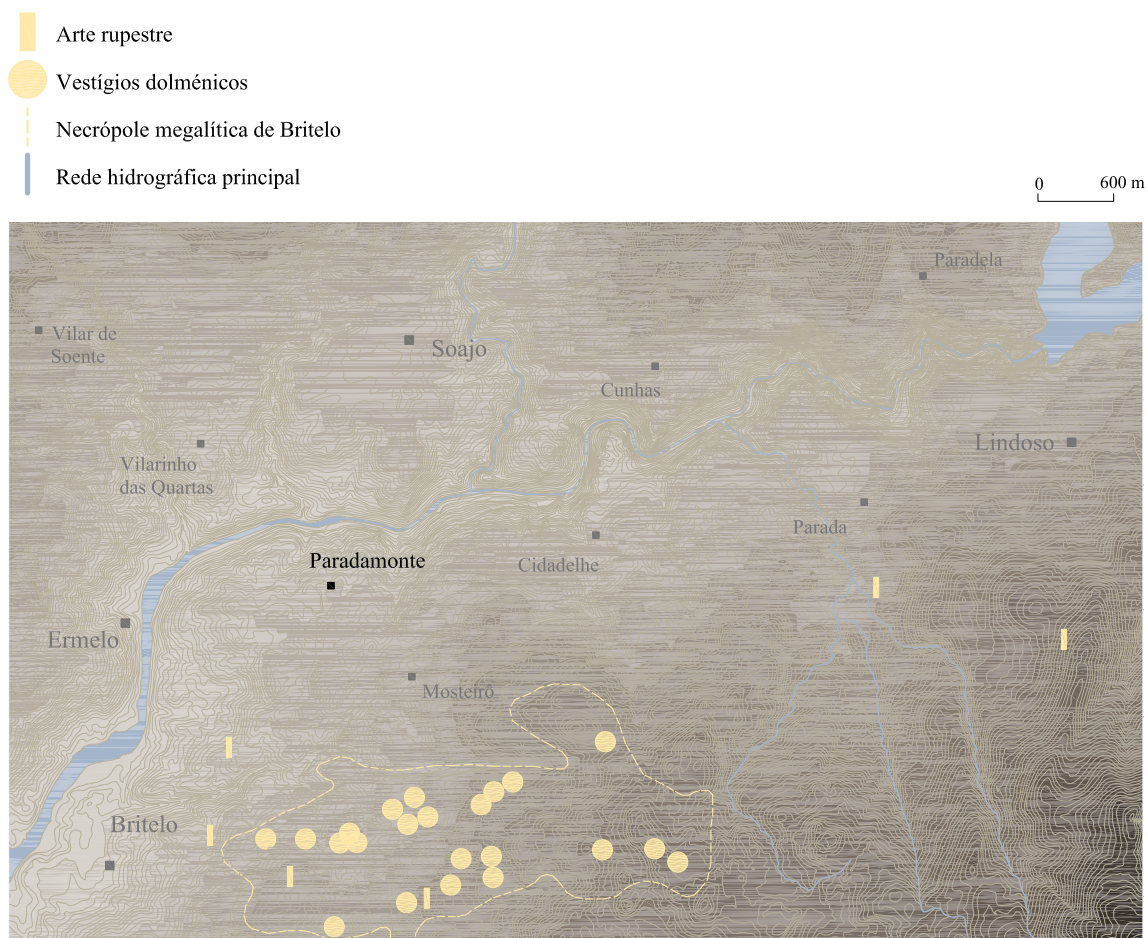 Arte rupestre
Vestígios dolménicos
Necrópole megalítica de Britelo
Rede hidrográfica principal
0 600 m
Paradela
Vilar de
Soente
Soajo
Cunhas
Lindoso
Vilarinho
das Quartas
Parada
Paradamonte
Cidadelhe
Ermelo
Mosteirô
Britelo